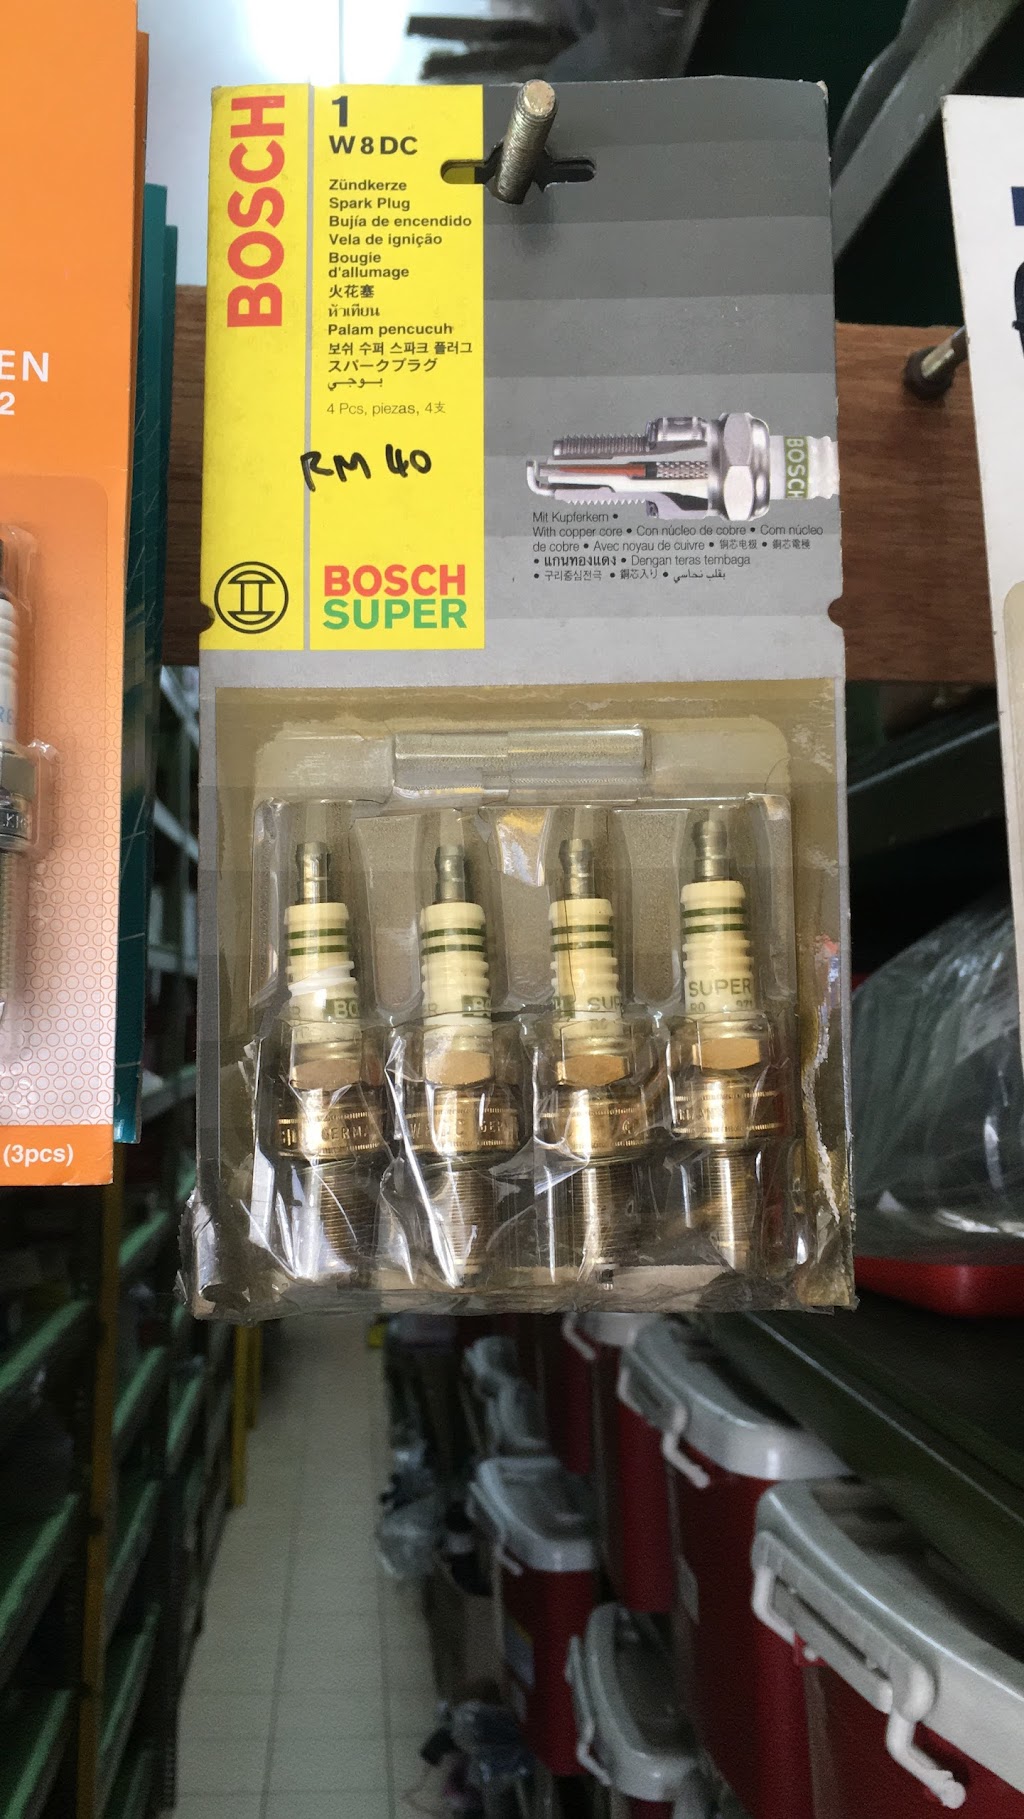 BOSCH
1
W8DC
Zündkerze
Spark Plug
Bujía de encendido
Vela de ignição
Bougie
d'allumage
火花塞
หัวเทียน
Palam pencucuh
보쉬 수퍼 스파크 플러그
スパークプラグ
بوجي
4 Pcs, piezas, 4支
RM 40
BOSCH
SUPER
BOSCH
Mit Kupferkern •
With copper core • Con núcleo de cobre • Com núcleo
de cobre • Avec noyau de cuivre • 铜芯电极 • 銅芯電極
• แกนทองแดง • Dengan teras tembaga
• 구리중심전극 • 銅芯入り • بقلب نحاسي
SUPER
EN
2
(3pcs)